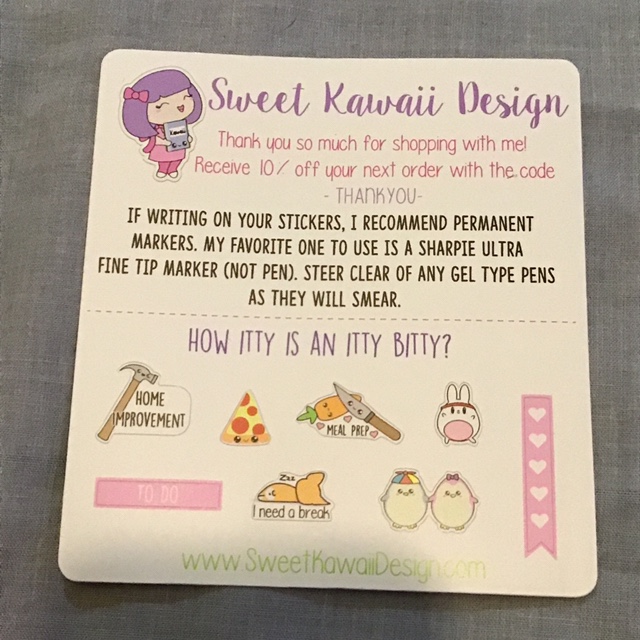 Sweet Kawaii Design
Kawaii
Thank you so much for shopping with me!
Receive 10% off your next order with the code
- THANKYOU-
IF WRITING ON YOUR STICKERS, I RECOMMEND PERMANENT
MARKERS. MY FAVORITE ONE TO USE IS A SHARPIE ULTRA
FINE TIP MARKER (NOT PEN). STEER CLEAR OF ANY GEL TYPE PENS
AS THEY WILL SMEAR.
HOW ITTY IS AN ITTY BITTY?
HOME
IMPROVEMENT
MEAL PREP
TO DO
Zzz
I need a break
www.SweetKawaiiDesign.com